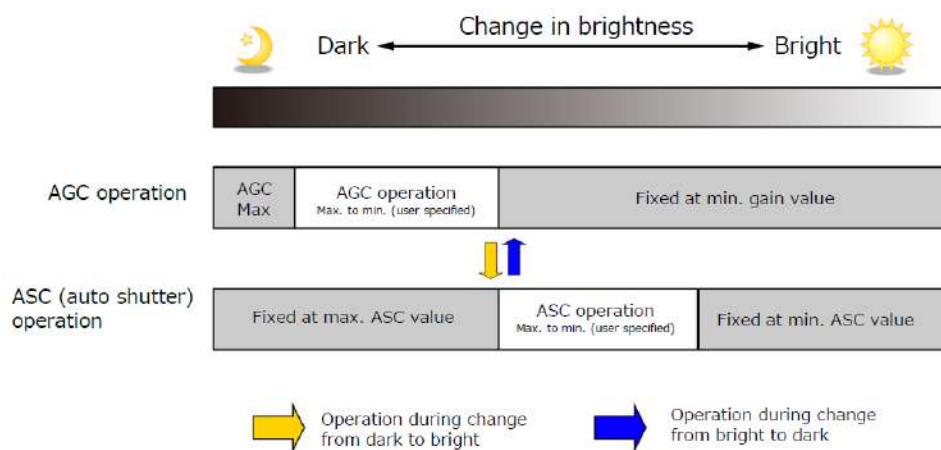 Change in brightness
Dark
Bright
AGC operation
AGC
Max
AGC operation
Max. to min. (user specified)
Fixed at min. gain value
ASC (auto shutter)
operation
Fixed at max. ASC value
ASC operation
Max. to min. (user specified)
Fixed at min. ASC value
Operation during change
from dark to bright
Operation during change
from bright to dark